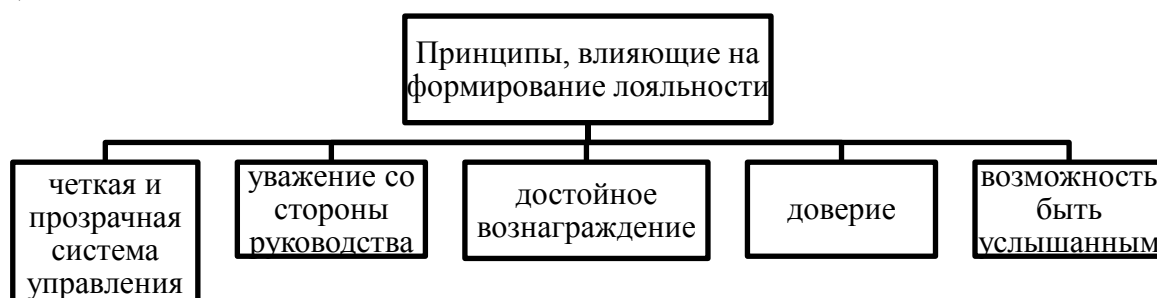 Принципы, влияющие на
формирование лояльности
четкая и
прозрачная
система
управления
уважение со
стороны
руководства
достойное
вознаграждение
доверие
возможность
быть
услышанным